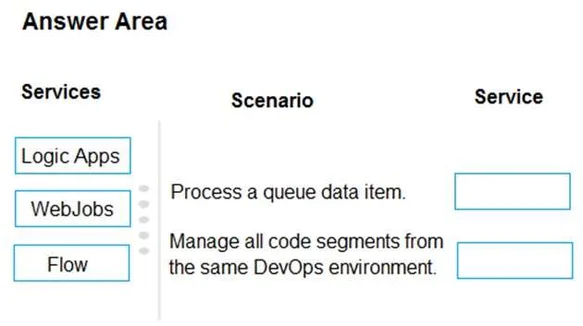 Answer Area
Services
Scenario
Service
Logic Apps
WebJobs
Flow
Process a queue data item.
Manage all code segments from
the same DevOps environment.